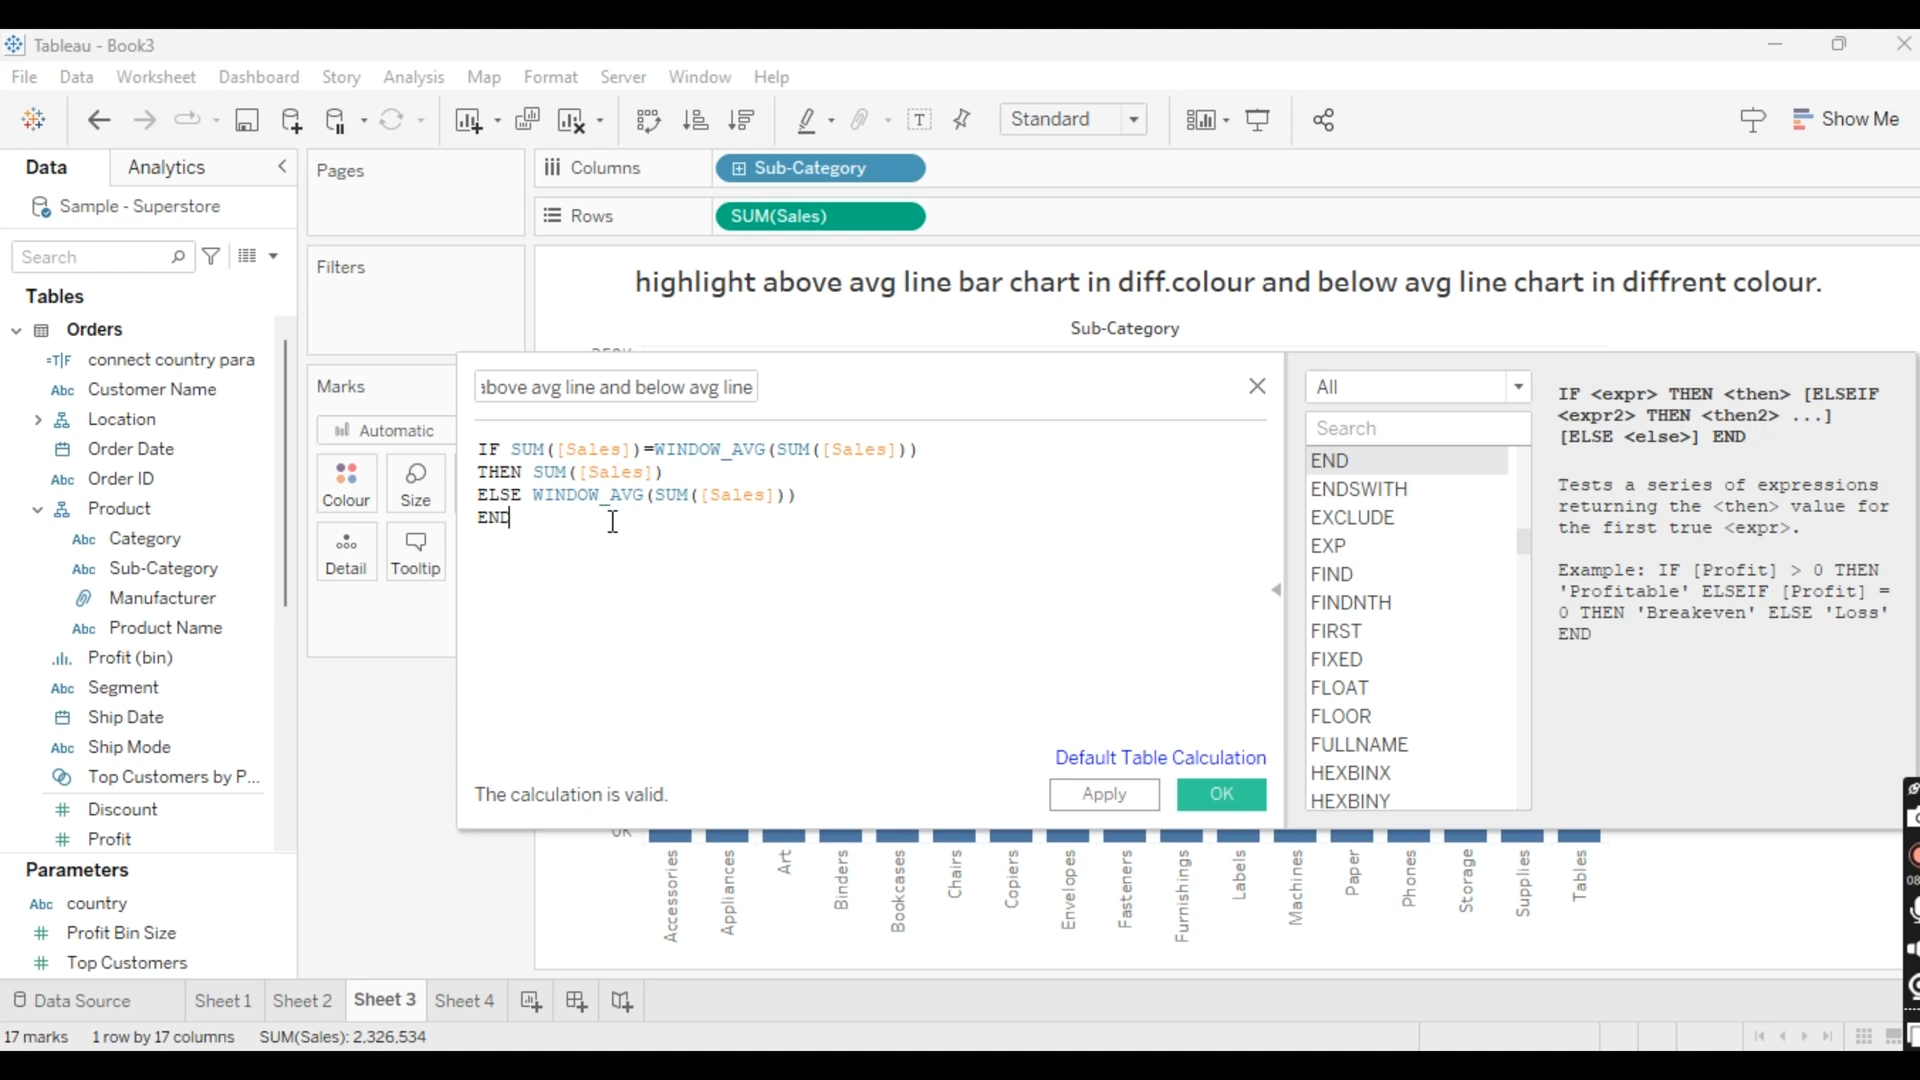 Tableau - Book3
File Data Worksheet Dashboard Story Analysis Map Format Server Window Help
Standard
Show Me
Data Analytics
Sample - Superstore
Search
Tables
Orders
=T|F connect country para
Abc Customer Name
Location
Order Date
Abc Order ID
Product
Abc Category
Abc Sub-Category
Manufacturer
Abc Product Name
Profit (bin)
Abc Segment
Ship Date
Abc Ship Mode
Top Customers by P...
Discount
Profit
Parameters
Abc country
Profit Bin Size
Top Customers
Pages
Filters
Marks
Automatic
Colour Size
Detail Tooltip
Columns Sub-Category
Rows SUM(Sales)
highlight above avg line bar chart in diff.colour and below avg line chart in diffrent colour.
Sub-Category
above avg line and below avg line
IF SUM([Sales])=WINDOW_AVG(SUM([Sales]))
THEN SUM([Sales])
ELSE WINDOW_AVG(SUM([Sales]))
END
Default Table Calculation
The calculation is valid.
Apply OK
All
Search
END
ENDSWITH
EXCLUDE
EXP
FIND
FINDNTH
FIRST
FIXED
FLOAT
FLOOR
FULLNAME
HEXBINX
HEXBINY
IF <expr> THEN <then> [ELSEIF
<expr2> THEN <then2> ...]
[ELSE <else>] END
Tests a series of expressions
returning the <then> value for
the first true <expr>.
Example: IF [Profit] > 0 THEN
'Profitable' ELSEIF [Profit] =
0 THEN 'Breakeven' ELSE 'Loss'
END
0K
Accessories
Appliances
Art
Binders
Bookcases
Chairs
Copiers
Envelopes
Fasteners
Furnishings
Labels
Machines
Paper
Phones
Storage
Supplies
Tables
Data Source Sheet 1 Sheet 2 Sheet 3 Sheet 4
17 marks 1 row by 17 columns SUM(Sales): 2,326,534